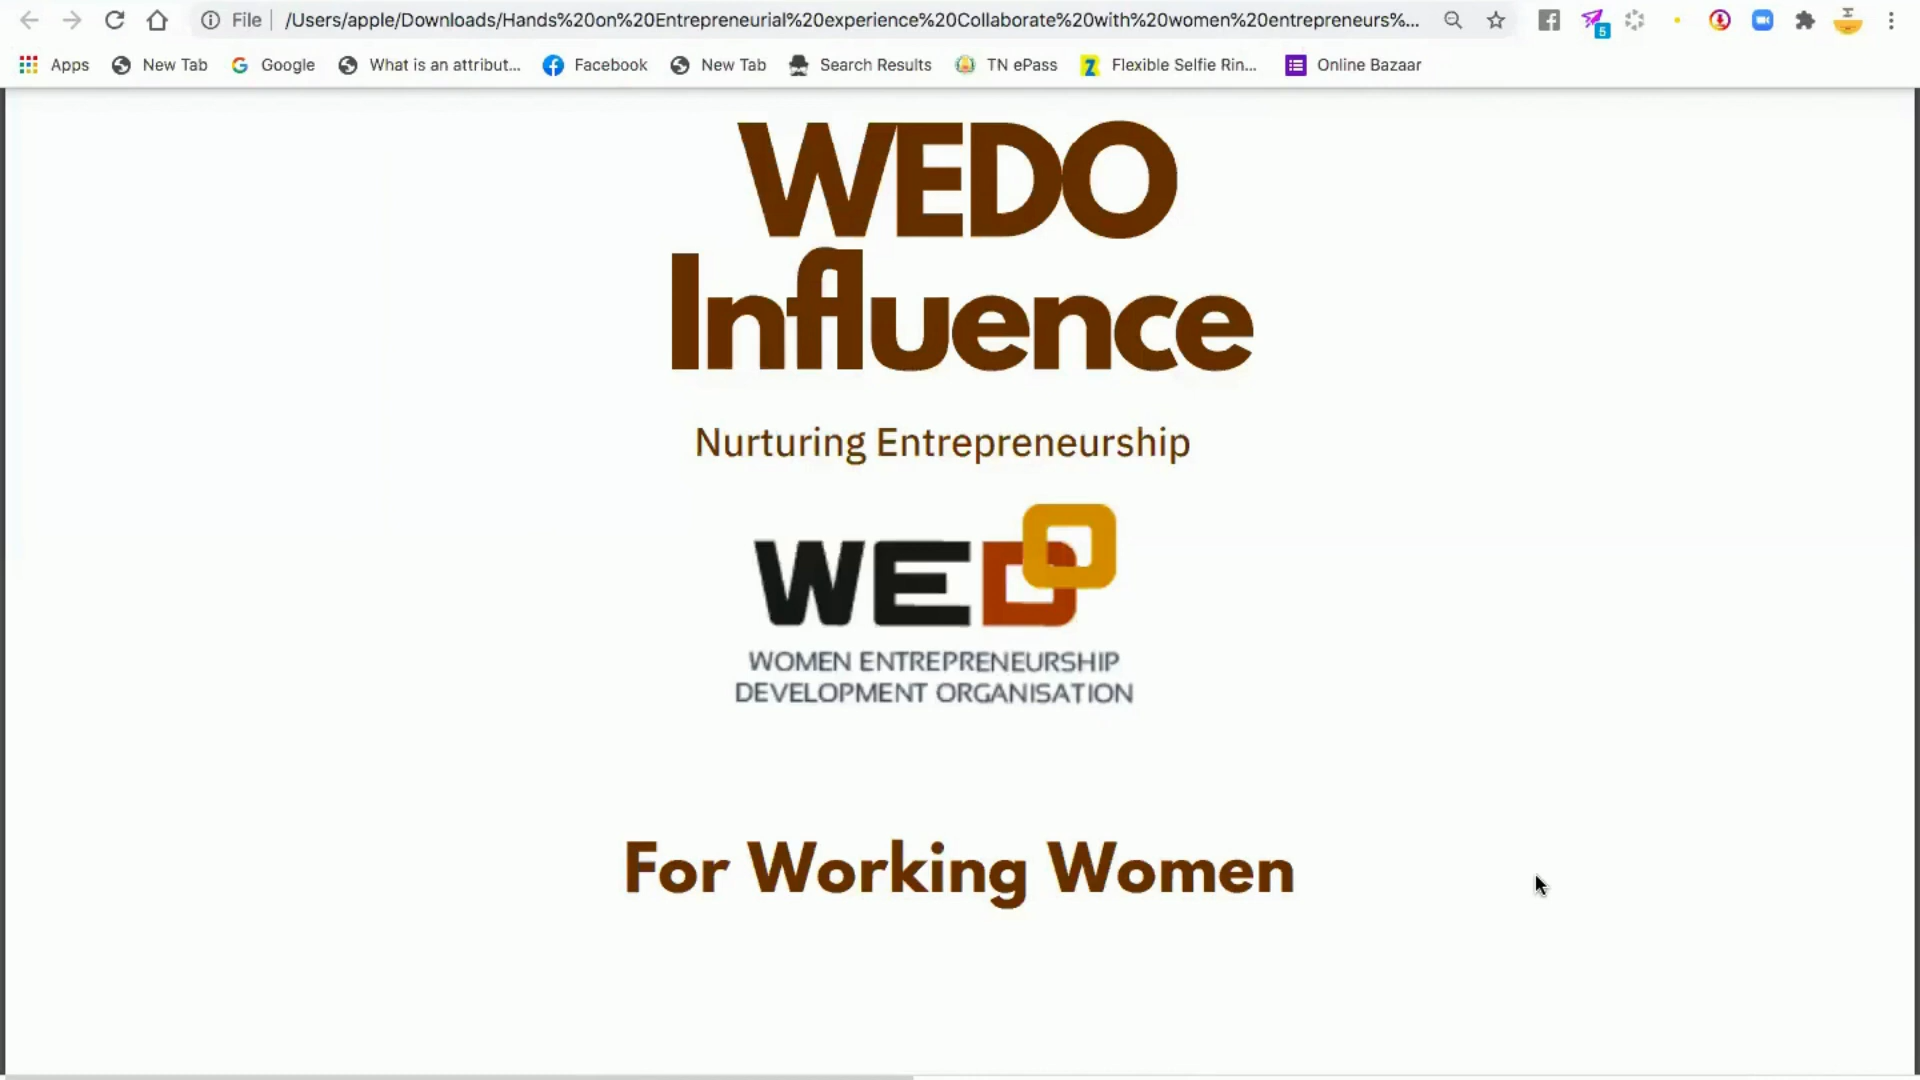 File /Users/apple/Downloads/Hands%20on%20Entrepreneurial%20experience%20Collaborate%20with%20women%20entrepreneurs%...
5
Apps New Tab Google What is an attribut... Facebook New Tab Search Results TN ePass Flexible Selfie Rin... Online Bazaar
WEDO
Influence
Nurturing Entrepreneurship
WEDO
WOMEN ENTREPRENEURSHIP
DEVELOPMENT ORGANISATION
For Working Women